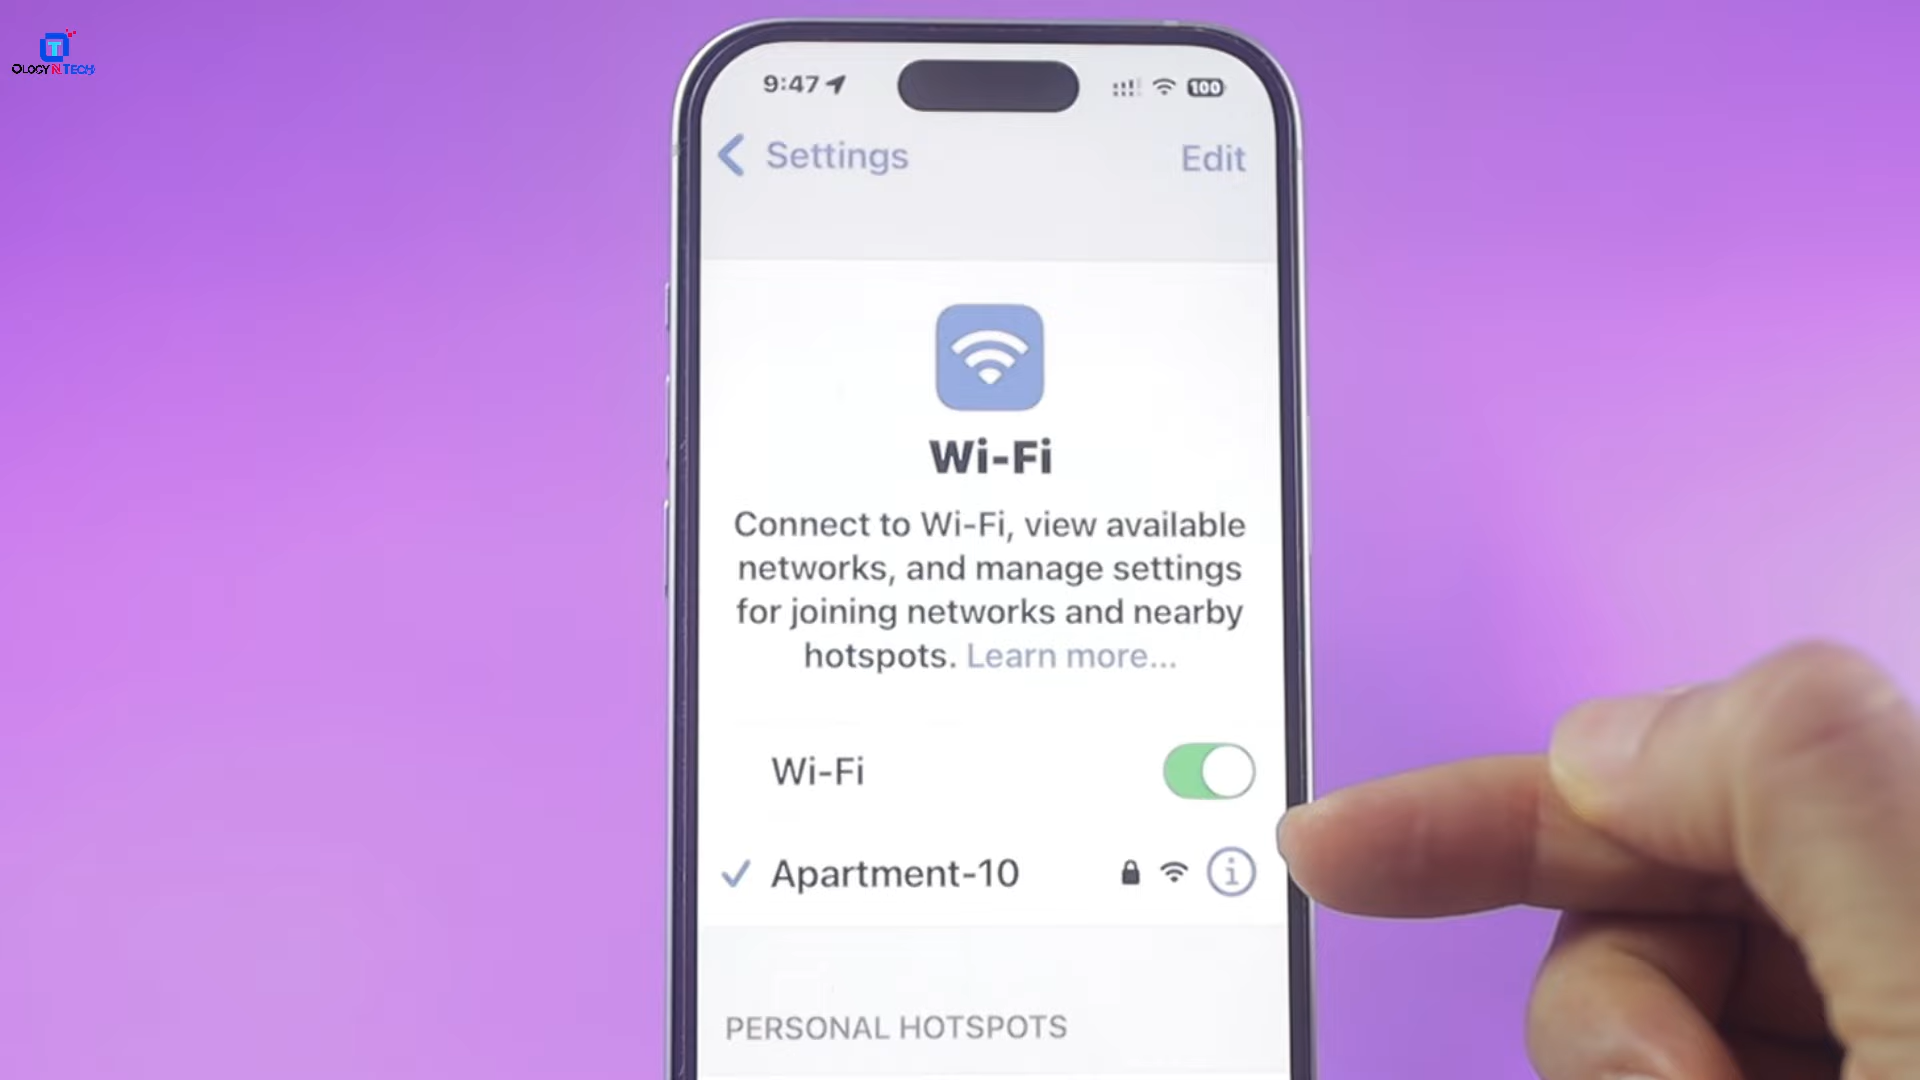 T
OLOGYNTECH
9:47
100
Settings
Edit
Wi-Fi
Connect to Wi-Fi, view available
networks, and manage settings
for joining networks and nearby
hotspots. Learn more...
Wi-Fi
Apartment-10
i
PERSONAL HOTSPOTS